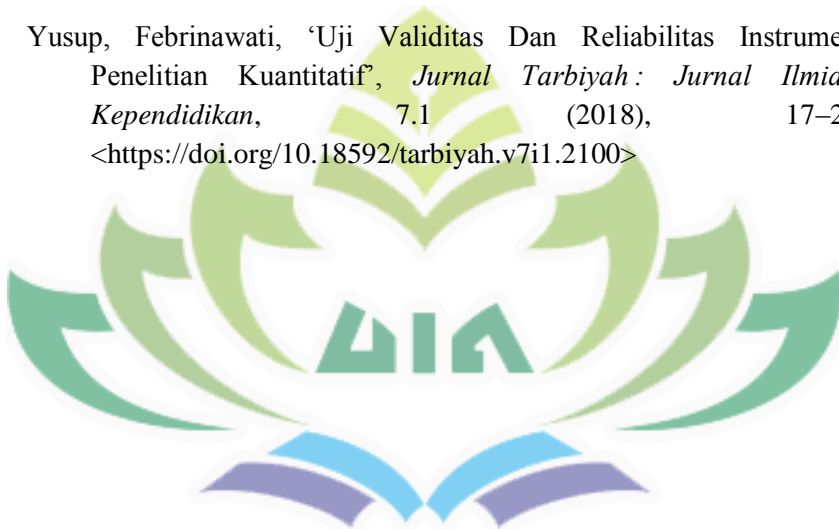 Yusup, Febrinawati, ‘Uji Validitas Dan Reliabilitas Instrume
Penelitian Kuantitatif’, Jurnal Tarbiyah : Jurnal Ilmia
Kependidikan, 7.1 (2018), 17–2
<https://doi.org/10.18592/tarbiyah.v7i1.2100>